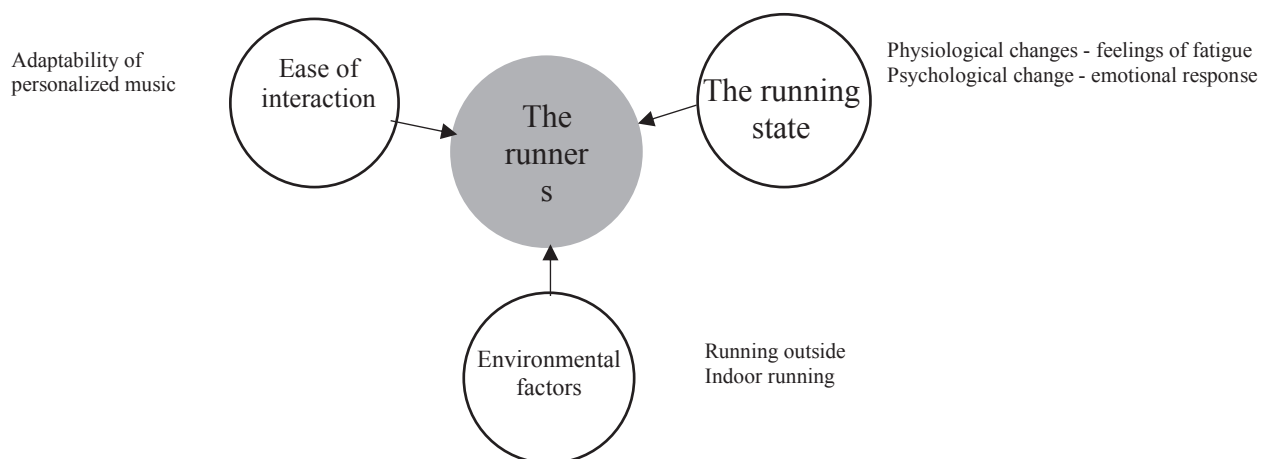 Adaptability of
personalized music
Ease of
interaction
The
runner
s
The running
state
Physiological changes - feelings of fatigue
Psychological change - emotional response
Environmental
factors
Running outside
Indoor running